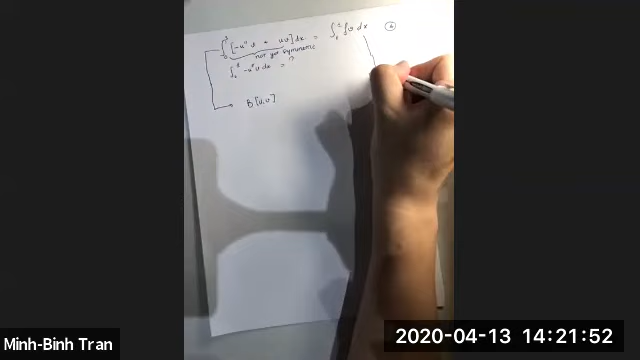 ∫₀¹ [-u''v + uv] dx = ∫₀¹ fv dx ④
not yet symmetric
∫₀¹ -u''v dx = ?
B[u,v]
Minh-Binh Tran
2020-04-13 14:21:52